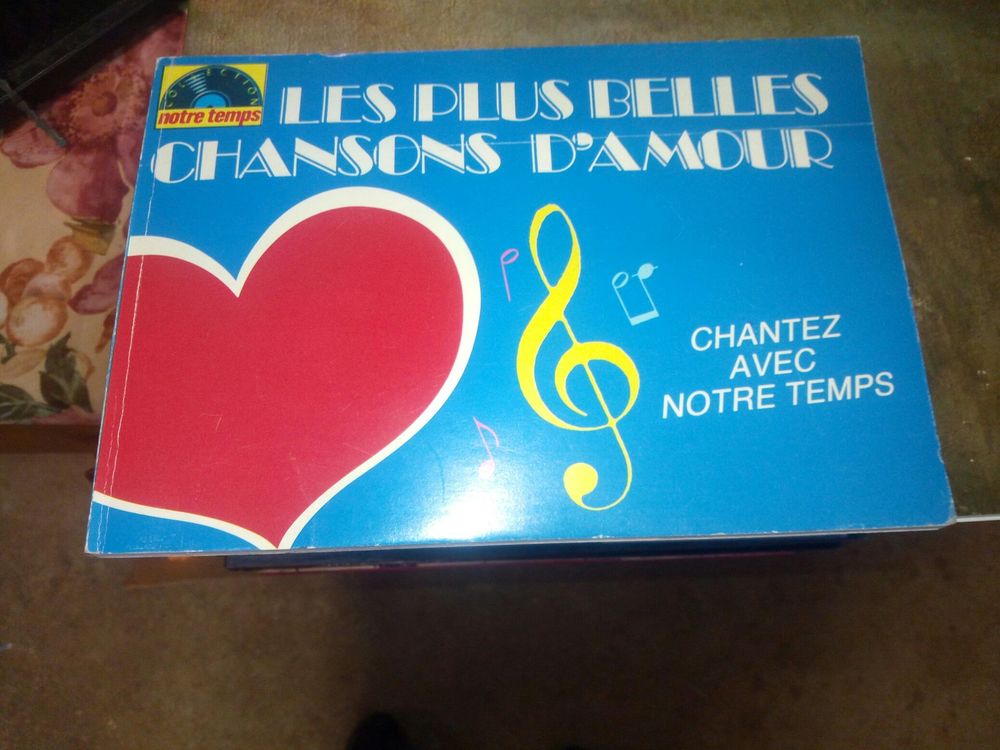 COLLECTION
notre temps
LES PLUS BELLES
CHANSONS D'AMOUR
CHANTEZ
AVEC
NOTRE TEMPS